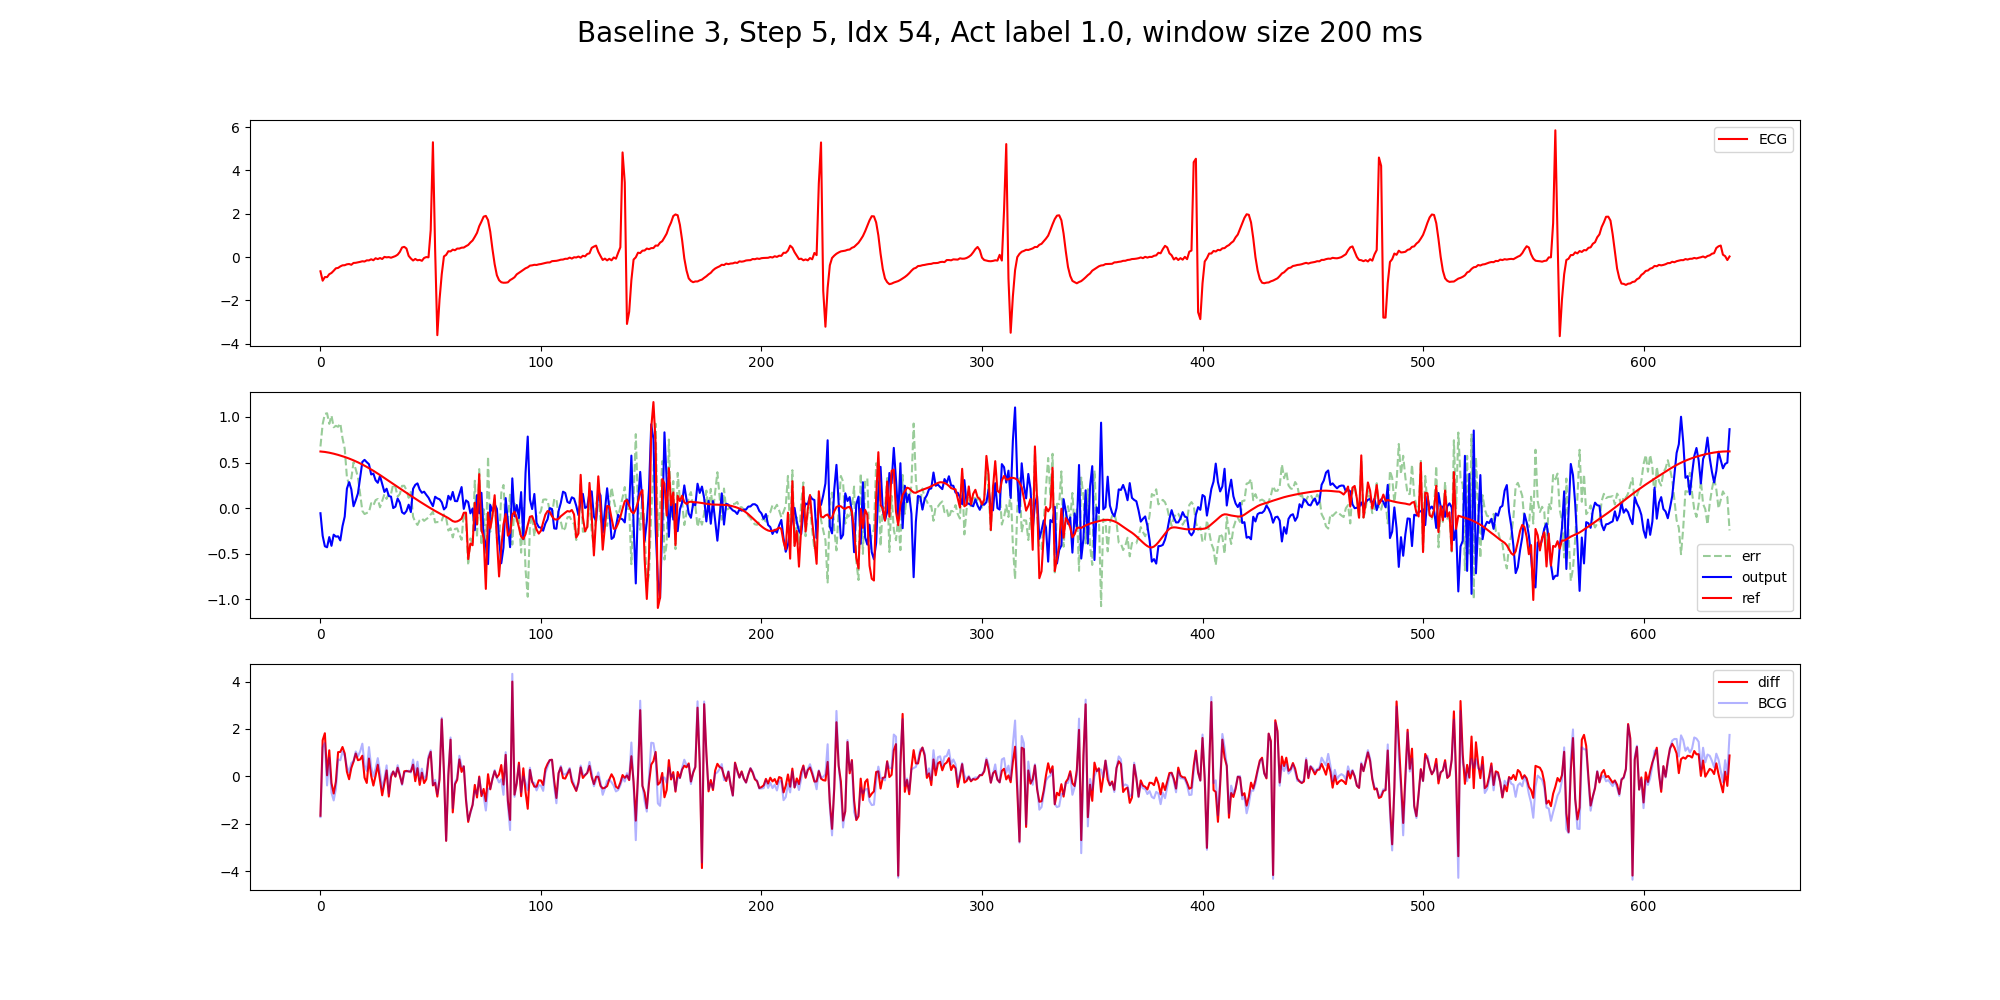 Baseline 3, Step 5, Idx 54, Act label 1.0, window size 200 ms
6
4
2
0
−2
−4
ECG
0 100 200 300 400 500 600
1.0
0.5
0.0
−0.5
−1.0
err
output
ref
0 100 200 300 400 500 600
4
2
0
−2
−4
diff
BCG
0 100 200 300 400 500 600